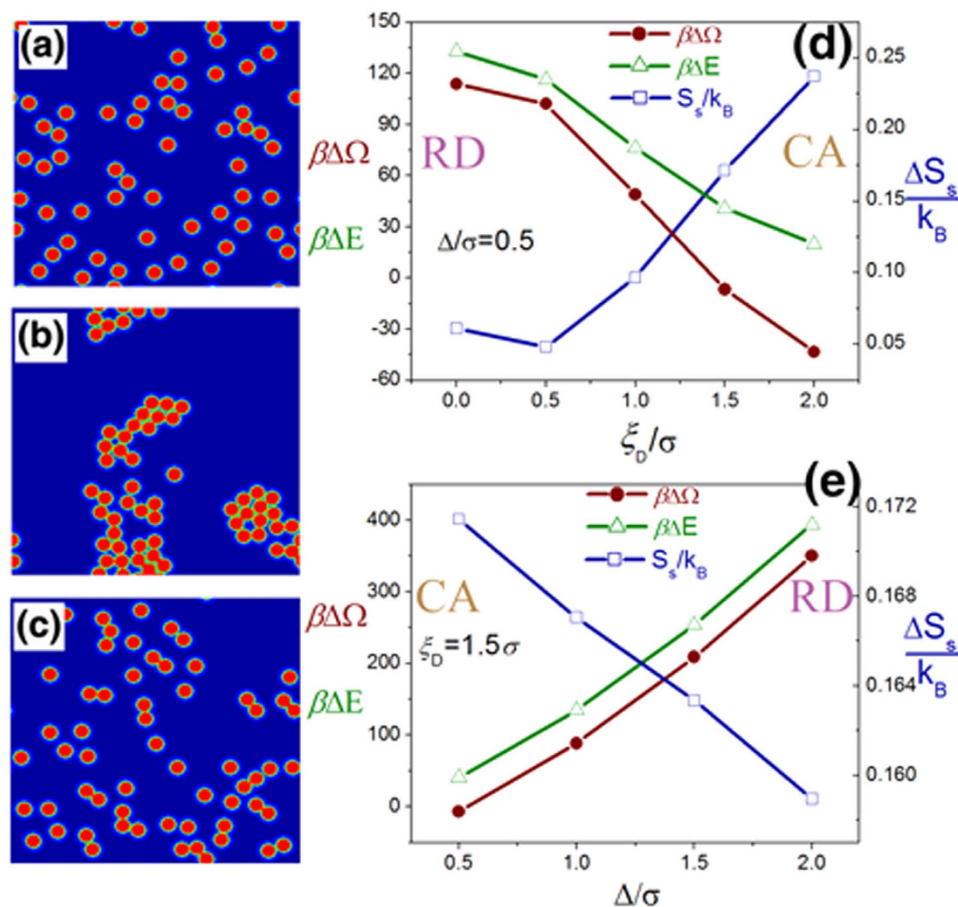 (a)
(b)
(c)
βΔΩ
βΔE
βΔΩ
βΔE
(d)
βΔΩ
βΔE
S_s/k_B
RD
CA
Δ/σ=0.5
150
120
90
60
30
0
-30
-60
0.25
0.20
0.15
0.10
0.05
ΔS_s
k_B
0.0 0.5 1.0 1.5 2.0
ξ_D/σ
(e)
βΔΩ
βΔE
S_s/k_B
CA
RD
ξ_D=1.5σ
400
300
200
100
0
0.172
0.168
0.164
0.160
ΔS_s
k_B
0.5 1.0 1.5 2.0
Δ/σ